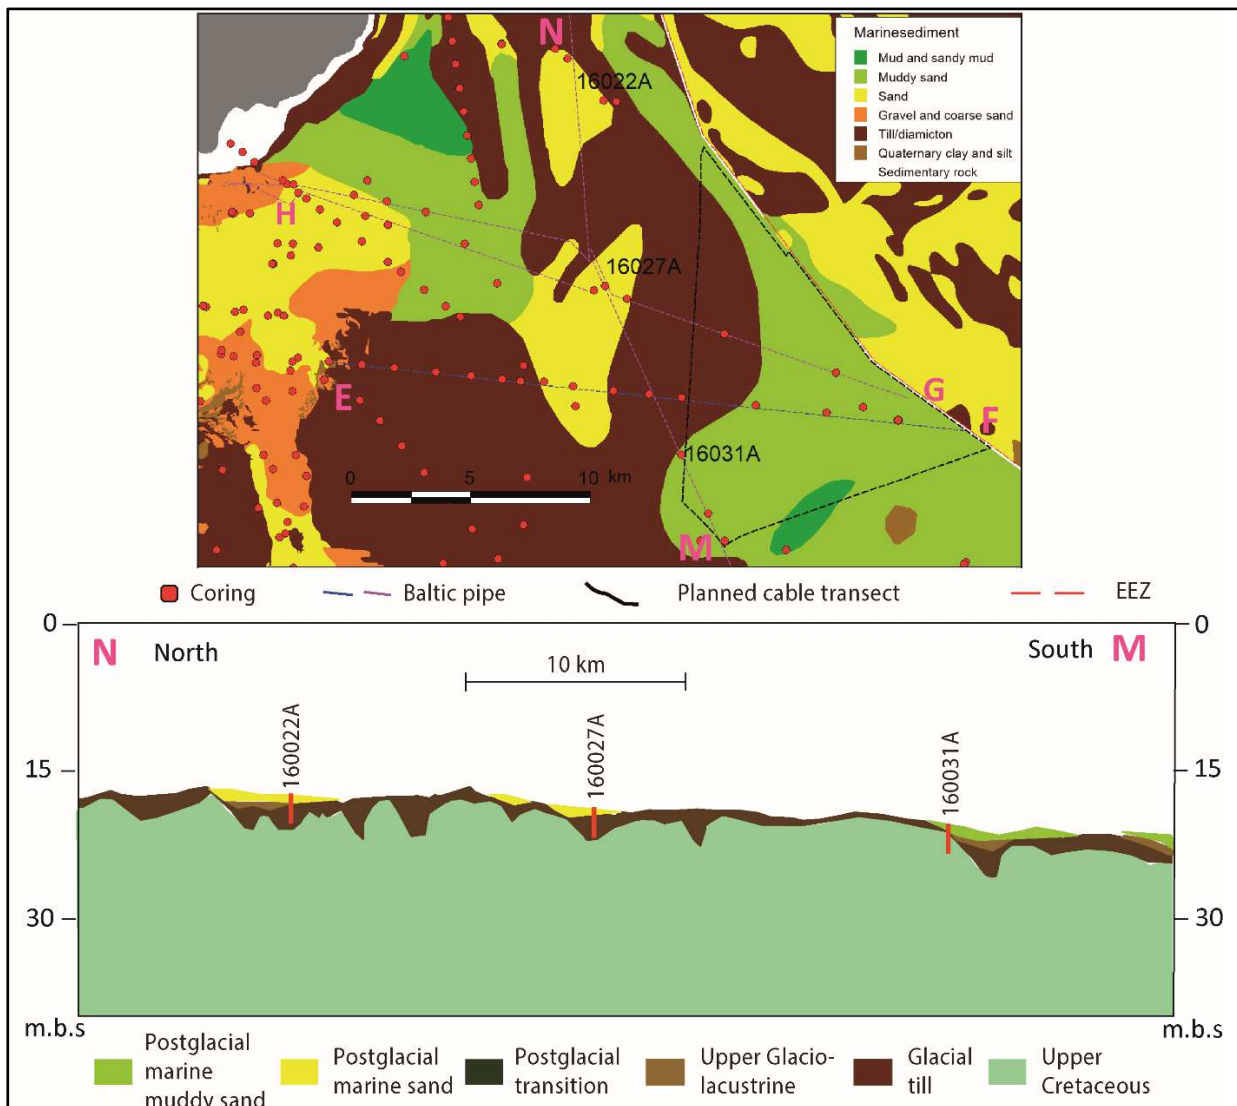 N
16022A
Marinesediment
Mud and sandy mud
Muddy sand
Sand
Gravel and coarse sand
Till/diamicton
Quaternary clay and silt
Sedimentary rock
H
16027A
E
G
F
16031A
0 5 10 km
M
Coring
Baltic pipe
Planned cable transect
EEZ
0
N North
10 km
South M
0
160022A
160027A
160031A
15
15
30
30
m.b.s
m.b.s
Postglacial
marine
muddy sand
Postglacial
marine sand
Postglacial
transition
Upper Glacio-
lacustrine
Glacial
till
Upper
Cretaceous